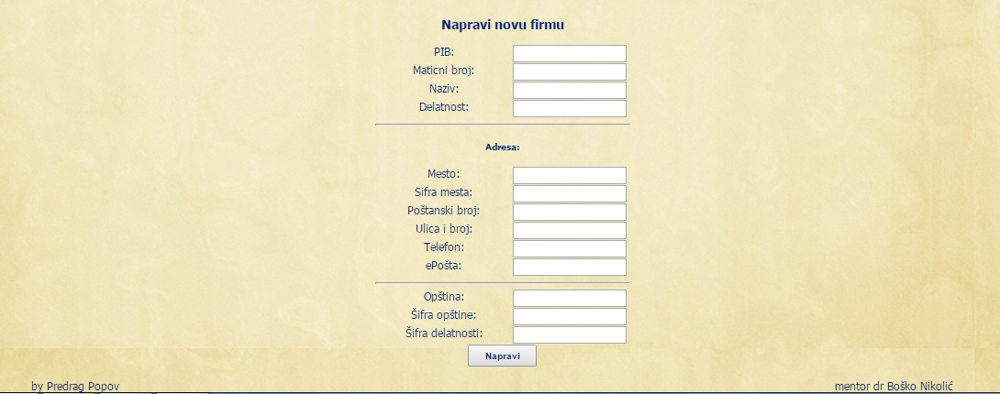 Napravi novu firmu
PIB:
Maticni broj:
Naziv:
Delatnost:
Adresa:
Mesto:
Sifra mesta:
Poštanski broj:
Ulica i broj:
Telefon:
ePošta:
Opština:
Šifra opštine:
Šifra delatnosti:
Napravi
by Predrag Popov
mentor dr Boško Nikolić